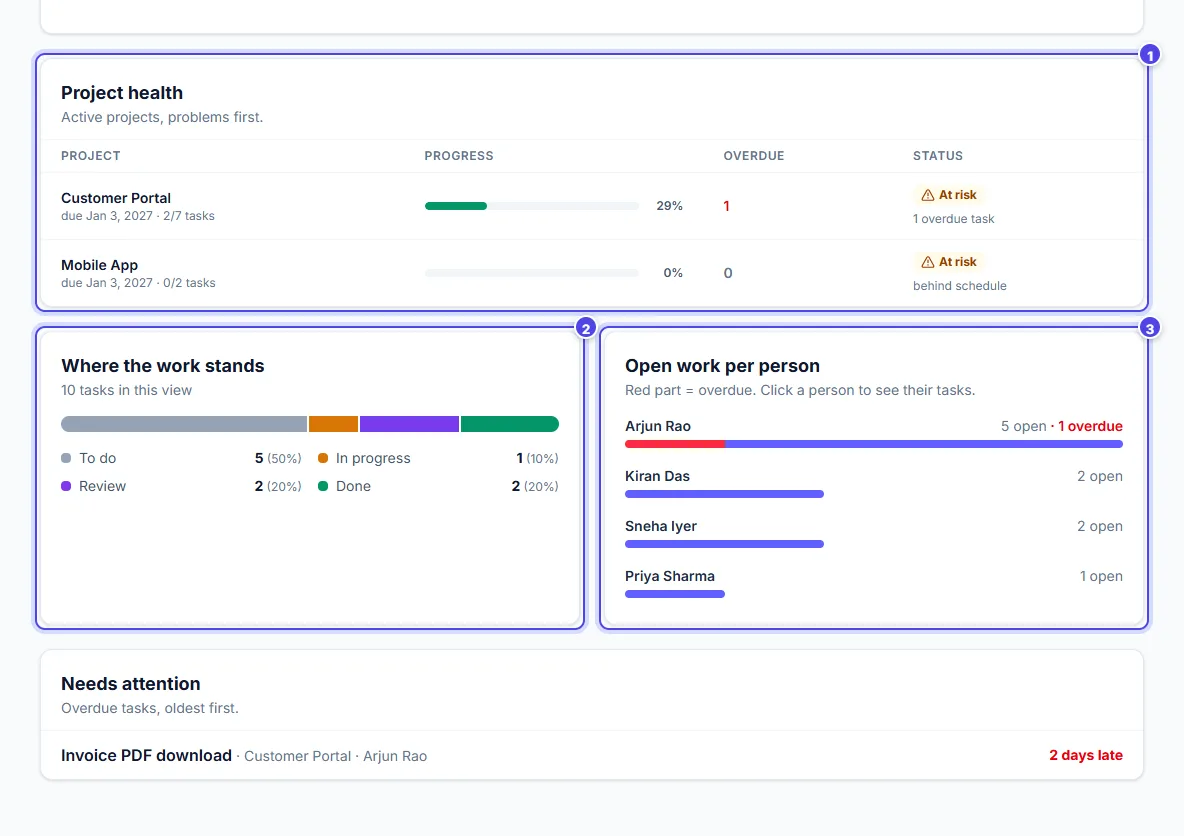 1
Project health
Active projects, problems first.
PROJECT PROGRESS OVERDUE STATUS
Customer Portal
due Jan 3, 2027 · 2/7 tasks
29%
1
At risk
1 overdue task
Mobile App
due Jan 3, 2027 · 0/2 tasks
0%
0
At risk
behind schedule
2
Where the work stands
10 tasks in this view
To do 5 (50%)
In progress 1 (10%)
Review 2 (20%)
Done 2 (20%)
3
Open work per person
Red part = overdue. Click a person to see their tasks.
Arjun Rao 5 open · 1 overdue
Kiran Das 2 open
Sneha Iyer 2 open
Priya Sharma 1 open
Needs attention
Overdue tasks, oldest first.
Invoice PDF download · Customer Portal · Arjun Rao 2 days late